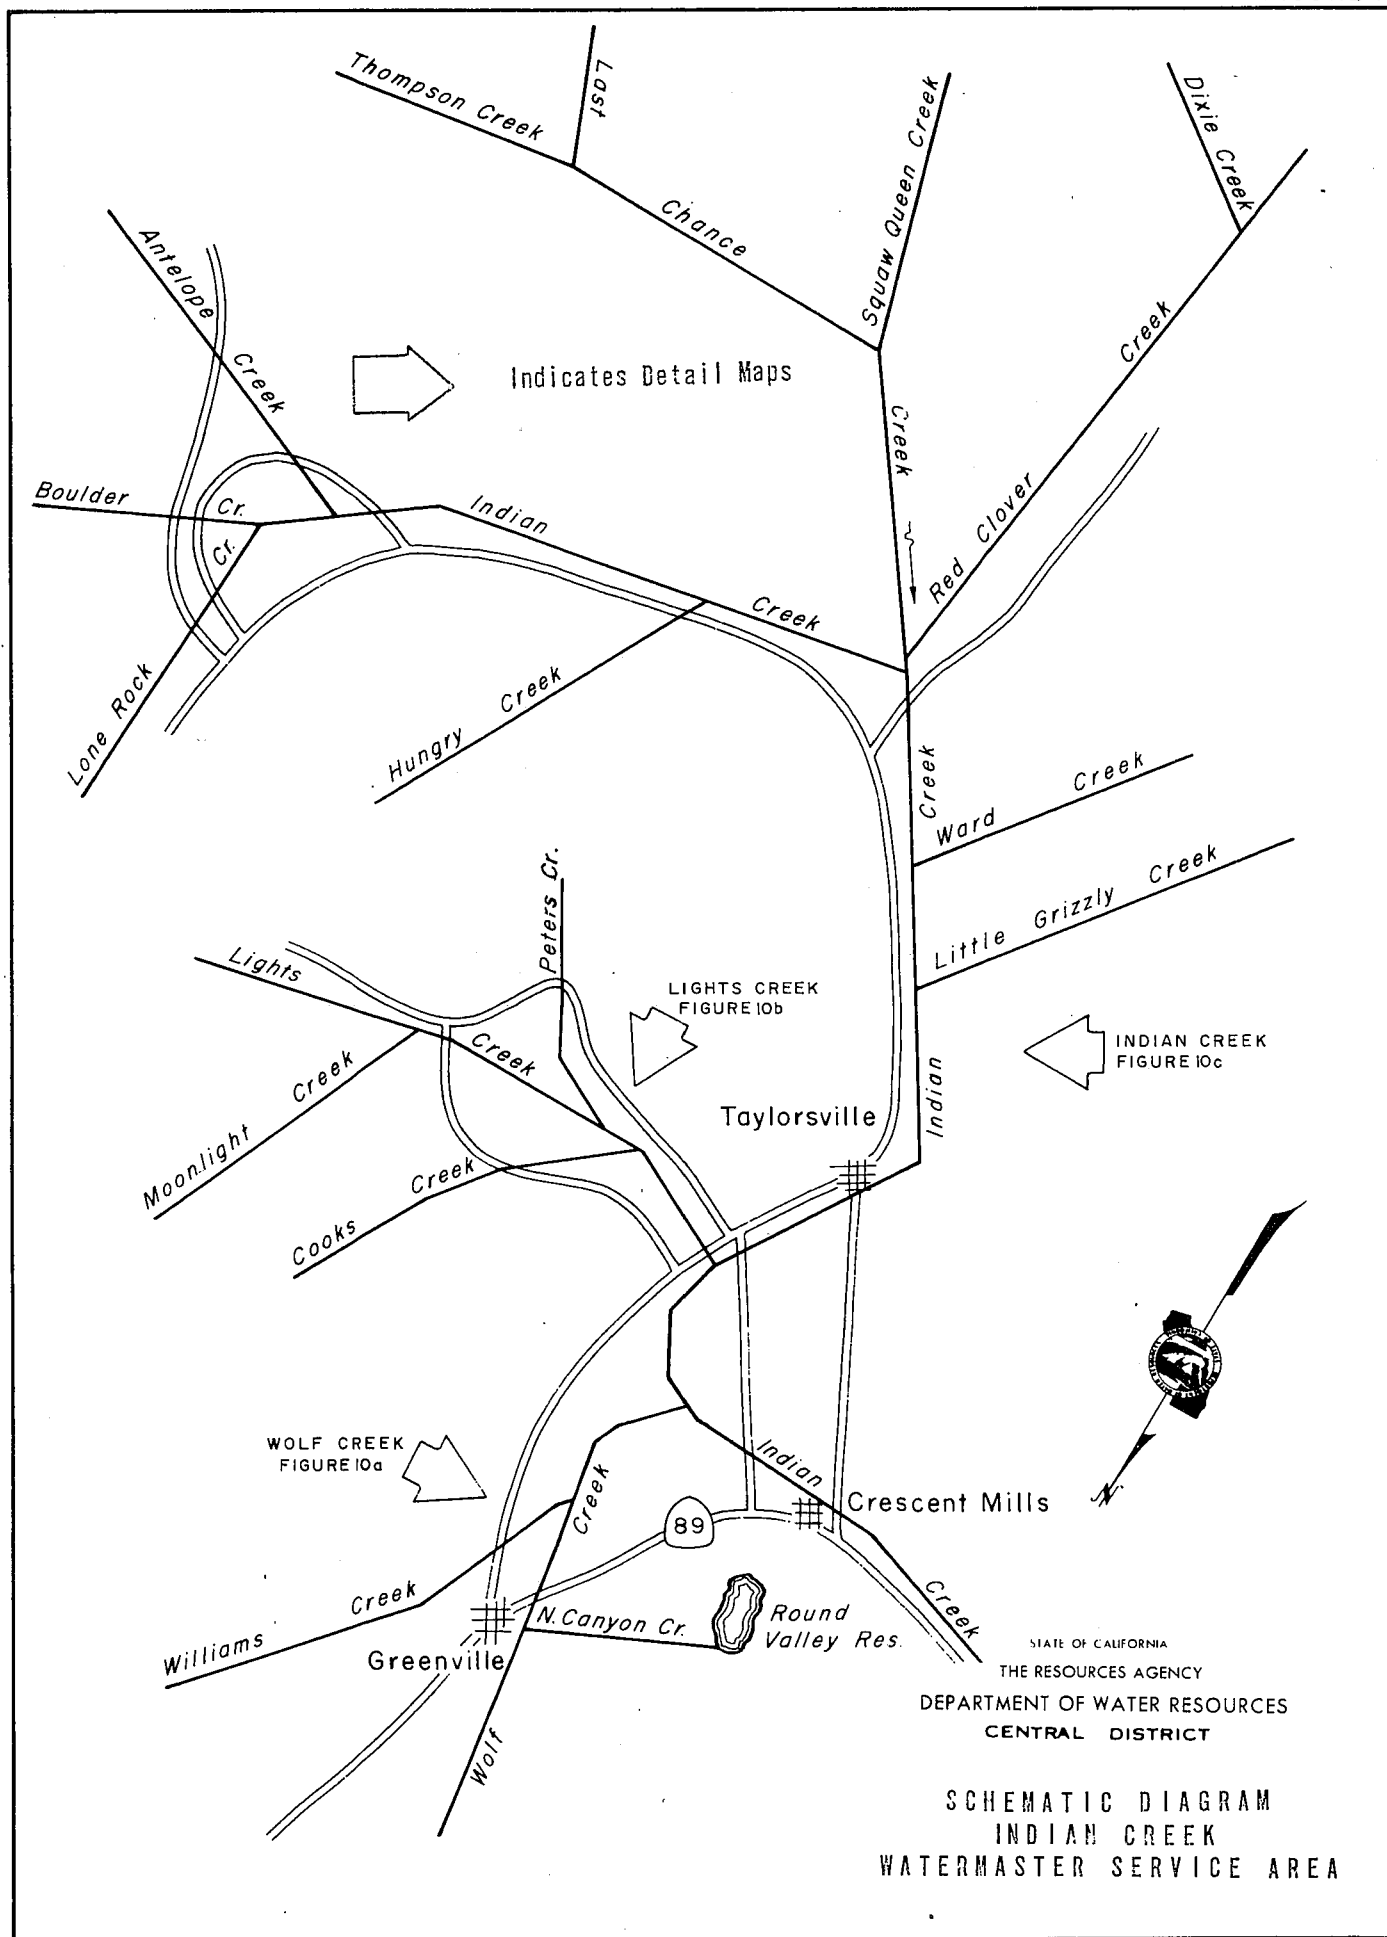 Thompson Creek
Last
Chance
Creek
Squaw Queen Creek
Dixie Creek
Antelope
Creek
Indicates Detail Maps
Boulder
Cr.
Cr.
Lone Rock
Indian
Creek
Red Clover
Creek
Hungry Creek
Creek
Ward Creek
Little Grizzly Creek
Peters Cr.
Lights
Creek
LIGHTS CREEK
FIGURE 10b
INDIAN CREEK
FIGURE 10c
Indian
Moonlight Creek
Taylorsville
Cooks Creek
WOLF CREEK
FIGURE 10a
Indian
Creek
Crescent Mills
89
Creek
Williams Creek
N. Canyon Cr.
Round
Valley Res.
Greenville
Wolf
N
STATE OF CALIFORNIA
THE RESOURCES AGENCY
DEPARTMENT OF WATER RESOURCES
CENTRAL DISTRICT
SCHEMATIC DIAGRAM
INDIAN CREEK
WATERMASTER SERVICE AREA